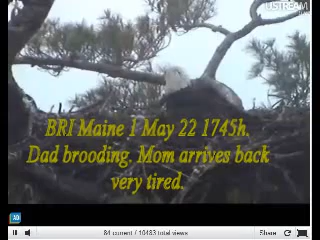 USTREAM
BRI Maine 1 May 22 1745h.
Dad brooding. Mom arrives back
very tired.
84 current / 10483 total views
Share